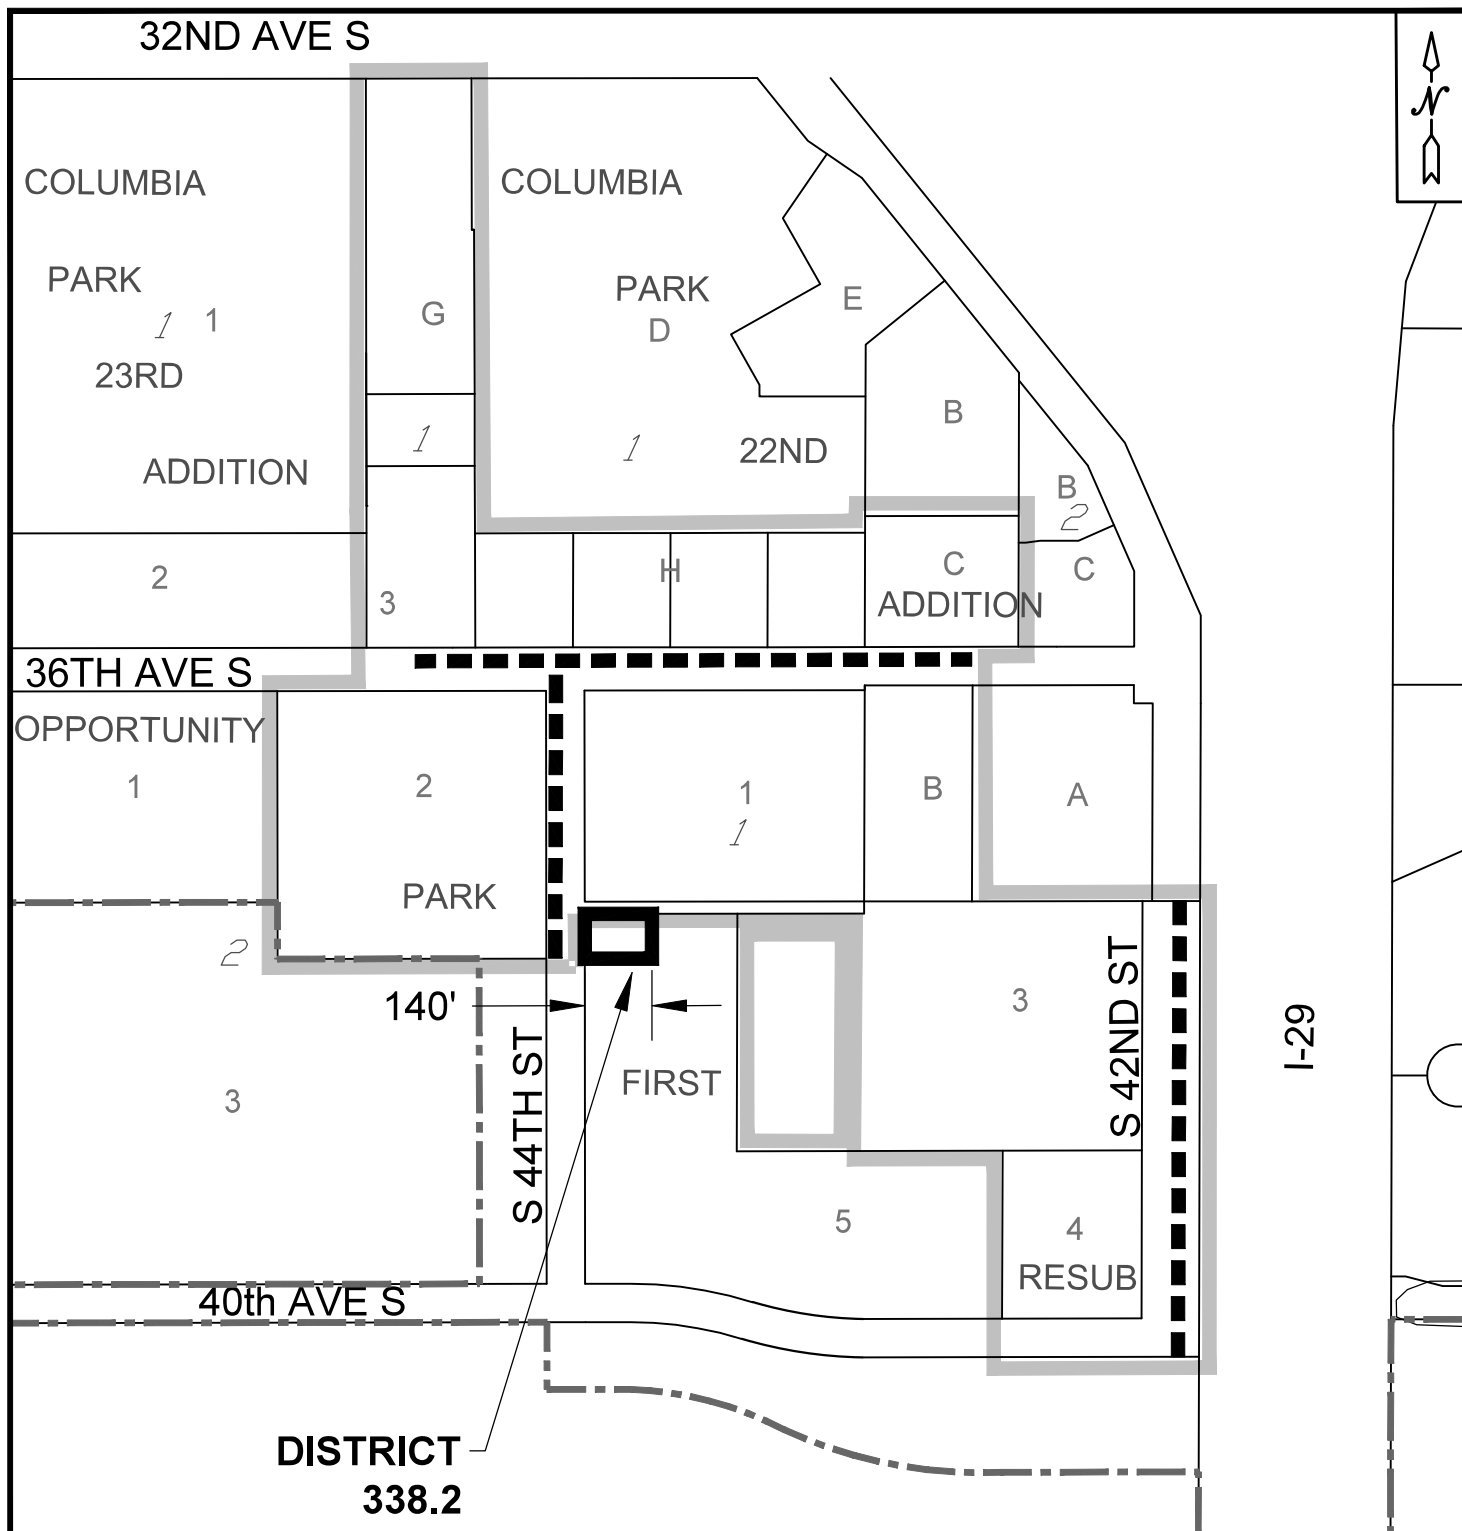 32ND AVE S
N
COLUMBIA
COLUMBIA
PARK
PARK
E
1 1
G
D
23RD
B
1
1
22ND
ADDITION
B
2
2
H
C
C
3
ADDITION
36TH AVE S
OPPORTUNITY
1
2
1
B
A
1
PARK
2
140'
3
S 42ND ST
I-29
3
S 44TH ST
FIRST
5
4
RESUB
40th AVE S
DISTRICT
338.2